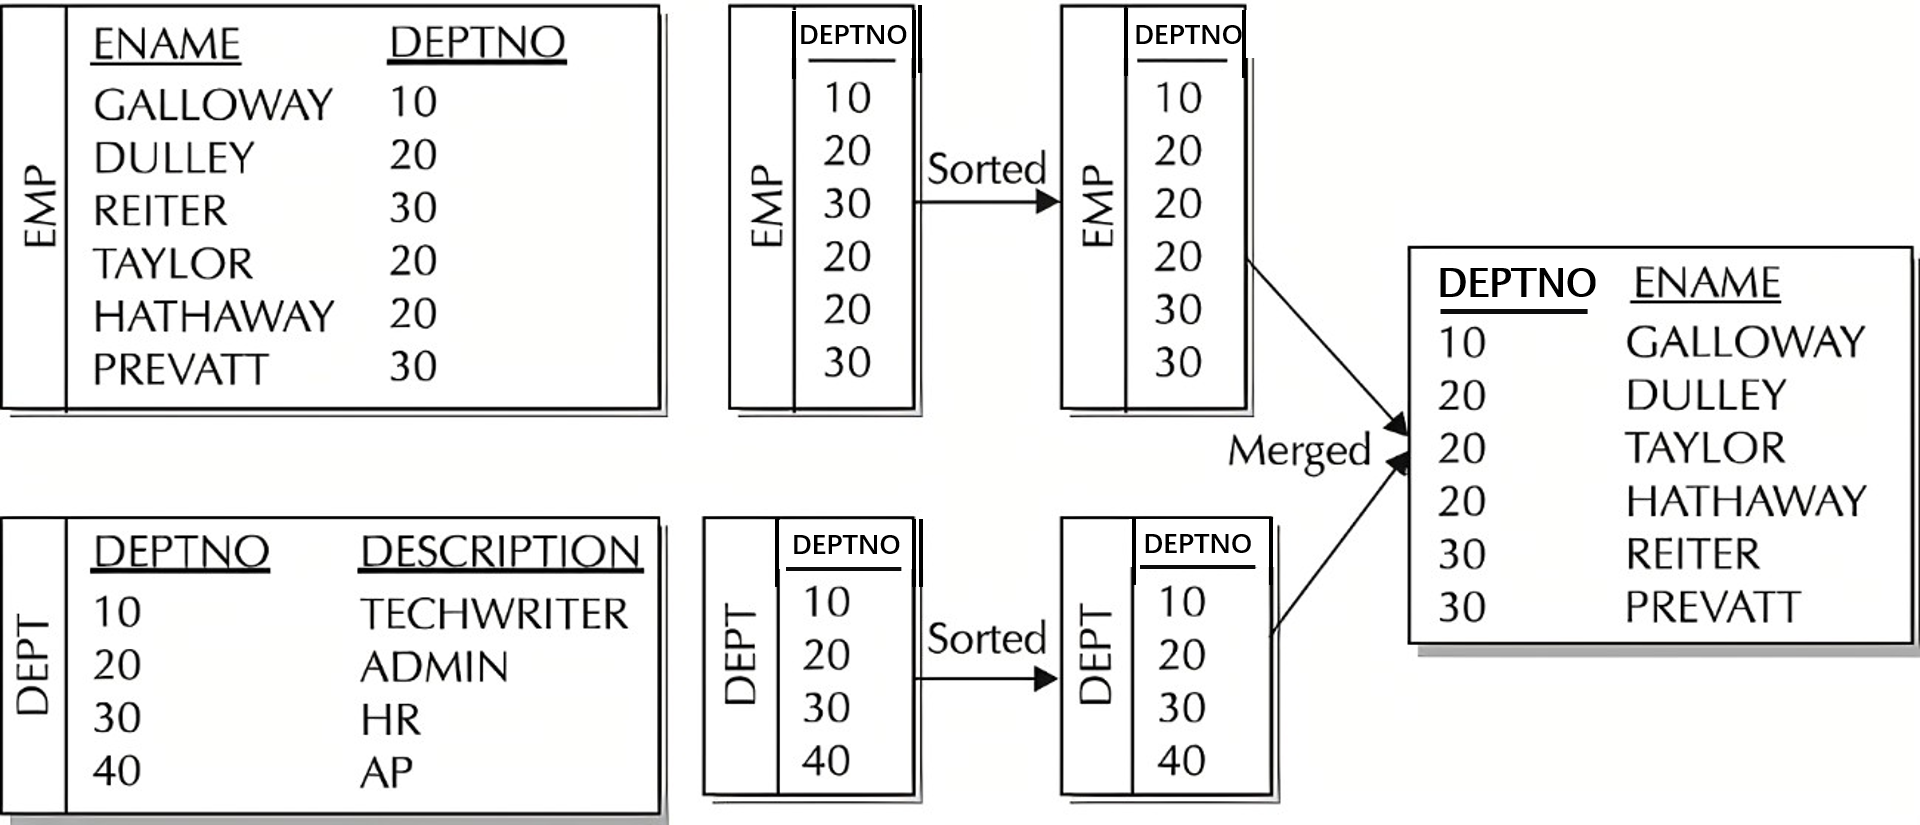 EMP
ENAME DEPTNO
GALLOWAY 10
DULLEY 20
REITER 30
TAYLOR 20
HATHAWAY 20
PREVATT 30
EMP
DEPTNO
10
20
30
20
20
30
Sorted
EMP
DEPTNO
10
20
20
20
30
30
DEPT
DEPTNO DESCRIPTION
10 TECHWRITER
20 ADMIN
30 HR
40 AP
DEPT
DEPTNO
10
20
30
40
Sorted
DEPT
DEPTNO
10
20
30
40
Merged
DEPTNO ENAME
10 GALLOWAY
20 DULLEY
20 TAYLOR
20 HATHAWAY
30 REITER
30 PREVATT